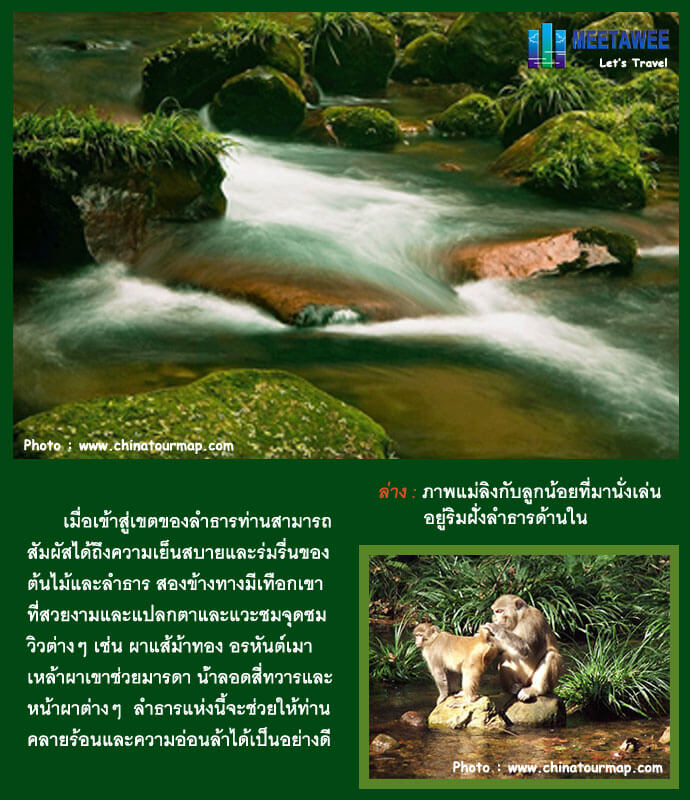 MEETAWEE
Let's Travel
Photo : www.chinatourmap.com
ล่าง : ภาพแม่ลิงกับลูกน้อยที่มานั่งเล่น
อยู่ริมฝั่งลำธารด้านใน
เมื่อเข้าสู่เขตของลำธารท่านสามารถ
สัมผัสได้ถึงความเย็นสบายและร่มรื่นของ
ต้นไม้และลำธาร สองข้างทางมีเทือกเขา
ที่สวยงามและแปลกตาและแวะชมจุดชม
วิวต่างๆ เช่น ผาแส้ม้าทอง อรหันต์เมา
เหล้าผาเขาช่วยมารดา น้ำลอดสี่ทวารและ
หน้าผาต่างๆ ลำธารแห่งนี้จะช่วยให้ท่าน
คลายร้อนและความอ่อนล้าได้เป็นอย่างดี
Photo : www.chinatourmap.com